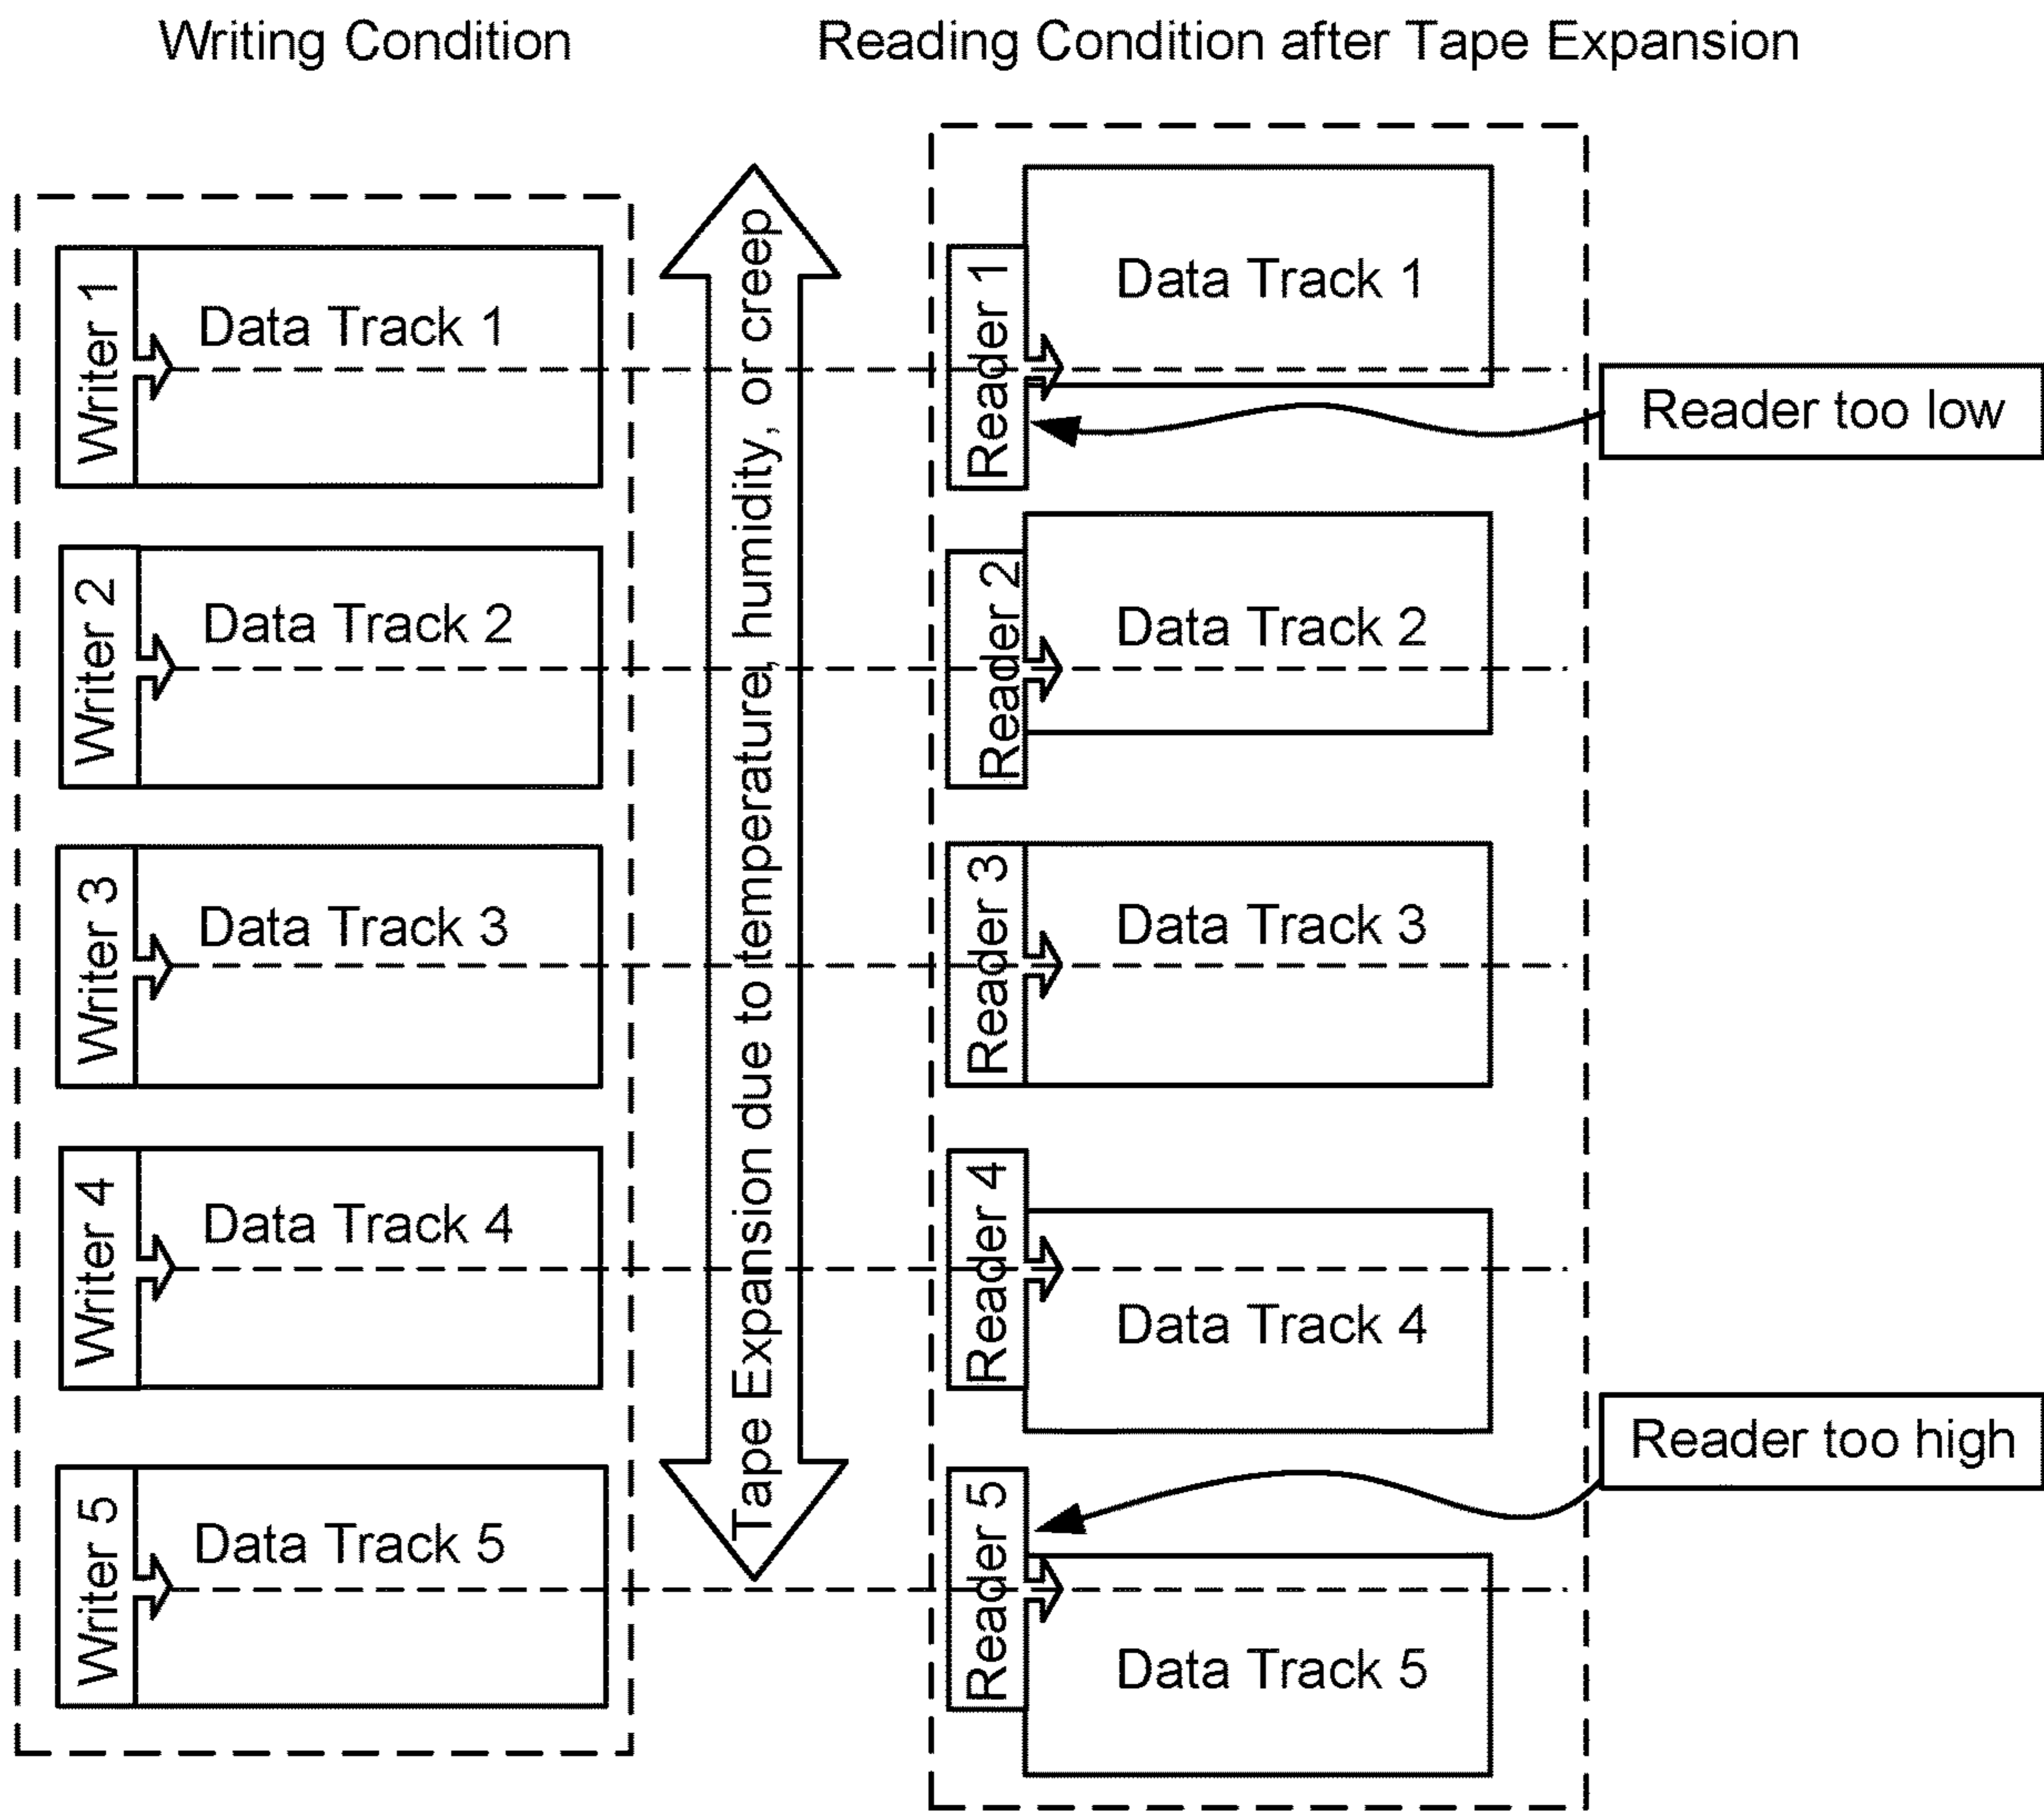 Writing Condition
Reading Condition after Tape Expansion
Writer 1
Data Track 1
Writer 2
Data Track 2
Writer 3
Data Track 3
Writer 4
Data Track 4
Writer 5
Data Track 5
Tape Expansion due to temperature, humidity, or creep
Reader 1
Data Track 1
Reader too low
Reader 2
Data Track 2
Reader 3
Data Track 3
Reader 4
Data Track 4
Reader too high
Reader 5
Data Track 5